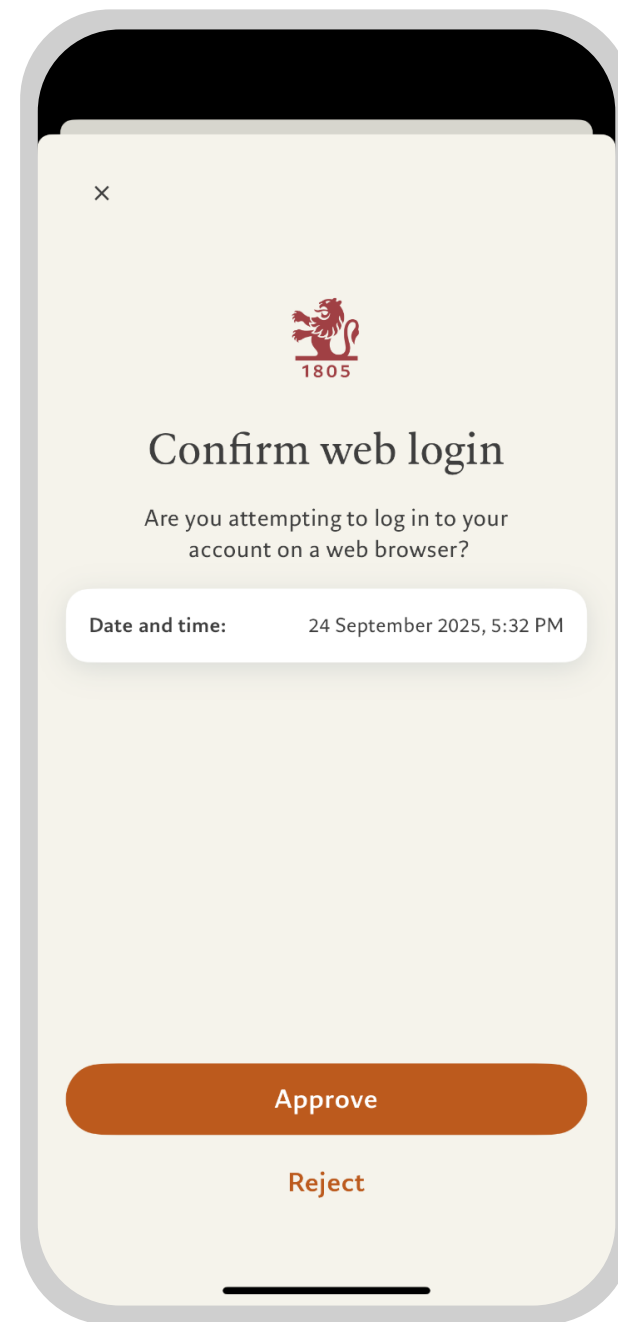 1805
Confirm web login
Are you attempting to log in to your
account on a web browser?
Date and time: 24 September 2025, 5:32 PM
Approve
Reject